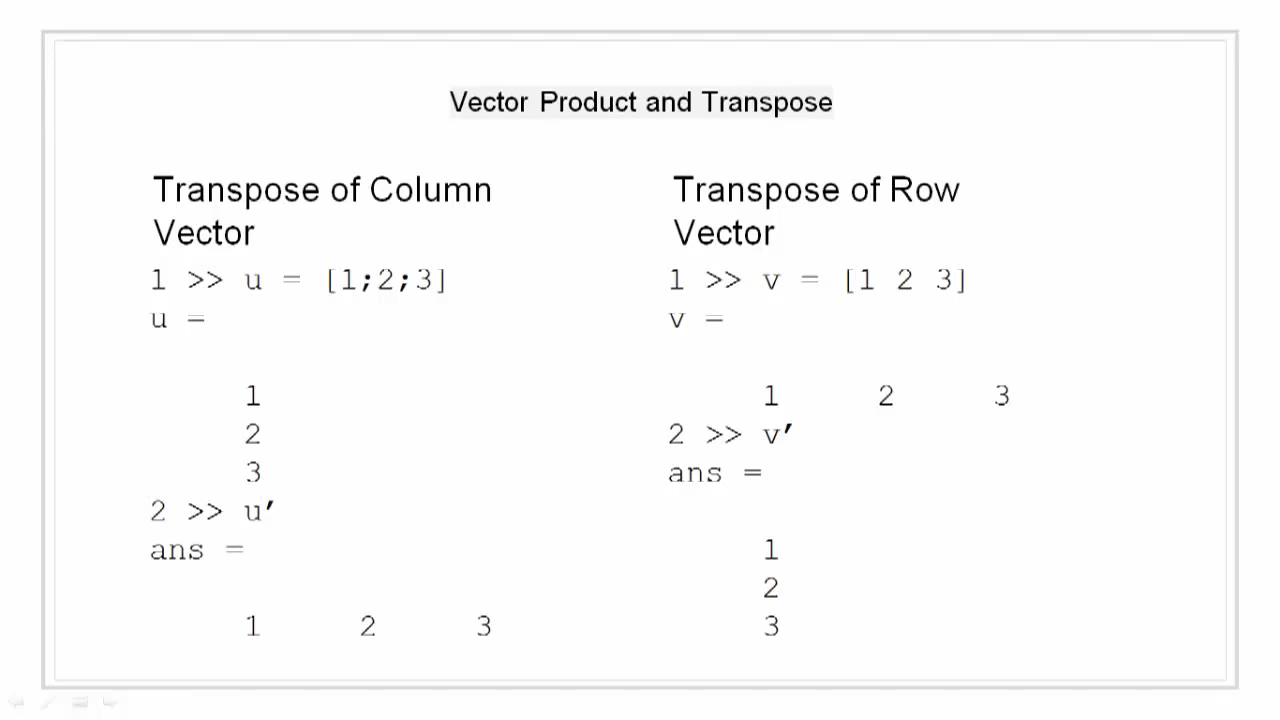 Vector Product and Transpose
Transpose of Column
Vector
1 >> u = [1;2;3]
u =
1
2
3
2 >> u′
ans =
1 2 3
Transpose of Row
Vector
1 >> v = [1 2 3]
v =
1 2 3
2 >> v′
ans =
1
2
3